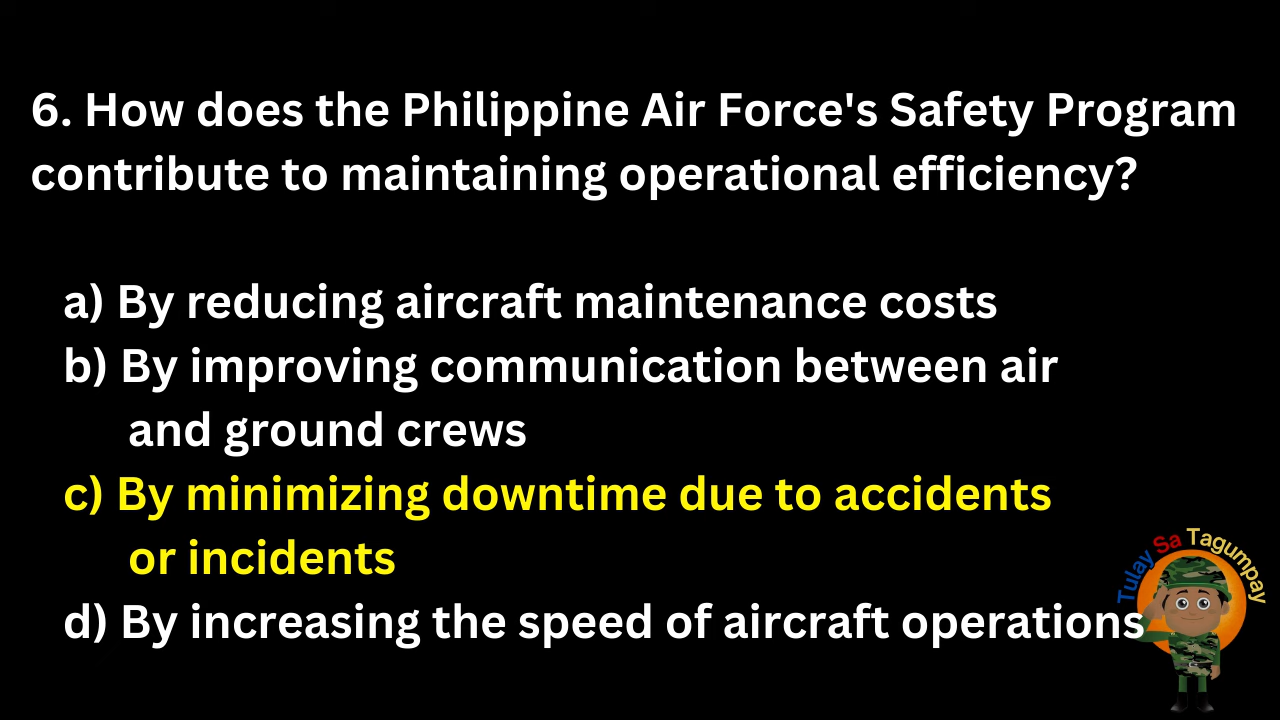 6. How does the Philippine Air Force's Safety Program
contribute to maintaining operational efficiency?
a) By reducing aircraft maintenance costs
b) By improving communication between air
and ground crews
c) By minimizing downtime due to accidents
or incidents
d) By increasing the speed of aircraft operations
Tulay Sa Tagumpay